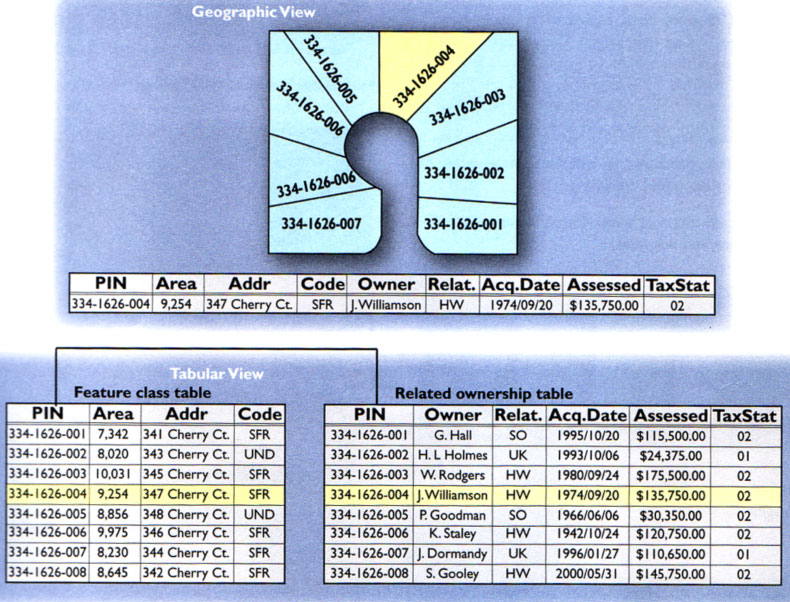 Geographic View
334-1626-005
334-1626-004
334-1626-003
334-1626-006
334-1626-002
334-1626-006
334-1626-007
334-1626-001
PIN Area Addr Code Owner Relat. Acq.Date Assessed TaxStat
334-1626-004 9,254 347 Cherry Ct. SFR J.Williamson HW 1974/09/20 $135,750.00 02
Tabular View
Feature class table
PIN Area Addr Code
334-1626-001 7,342 341 Cherry Ct. SFR
334-1626-002 8,020 343 Cherry Ct. UND
334-1626-003 10,031 345 Cherry Ct. SFR
334-1626-004 9,254 347 Cherry Ct. SFR
334-1626-005 8,856 348 Cherry Ct. UND
334-1626-006 9,975 346 Cherry Ct. SFR
334-1626-007 8,230 344 Cherry Ct. SFR
334-1626-008 8,645 342 Cherry Ct. SFR
Related ownership table
PIN Owner Relat. Acq.Date Assessed TaxStat
334-1626-001 G. Hall SO 1995/10/20 $115,500.00 02
334-1626-002 H. L Holmes UK 1993/10/06 $24,375.00 01
334-1626-003 W. Rodgers HW 1980/09/24 $175,500.00 02
334-1626-004 J.Williamson HW 1974/09/20 $135,750.00 02
334-1626-005 P. Goodman SO 1966/06/06 $30,350.00 02
334-1626-006 K. Staley HW 1942/10/24 $120,750.00 02
334-1626-007 J. Dormandy UK 1996/01/27 $110,650.00 01
334-1626-008 S. Gooley HW 2000/05/31 $145,750.00 02